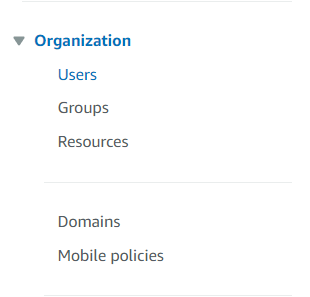 Organization
Users
Groups
Resources
Domains
Mobile policies